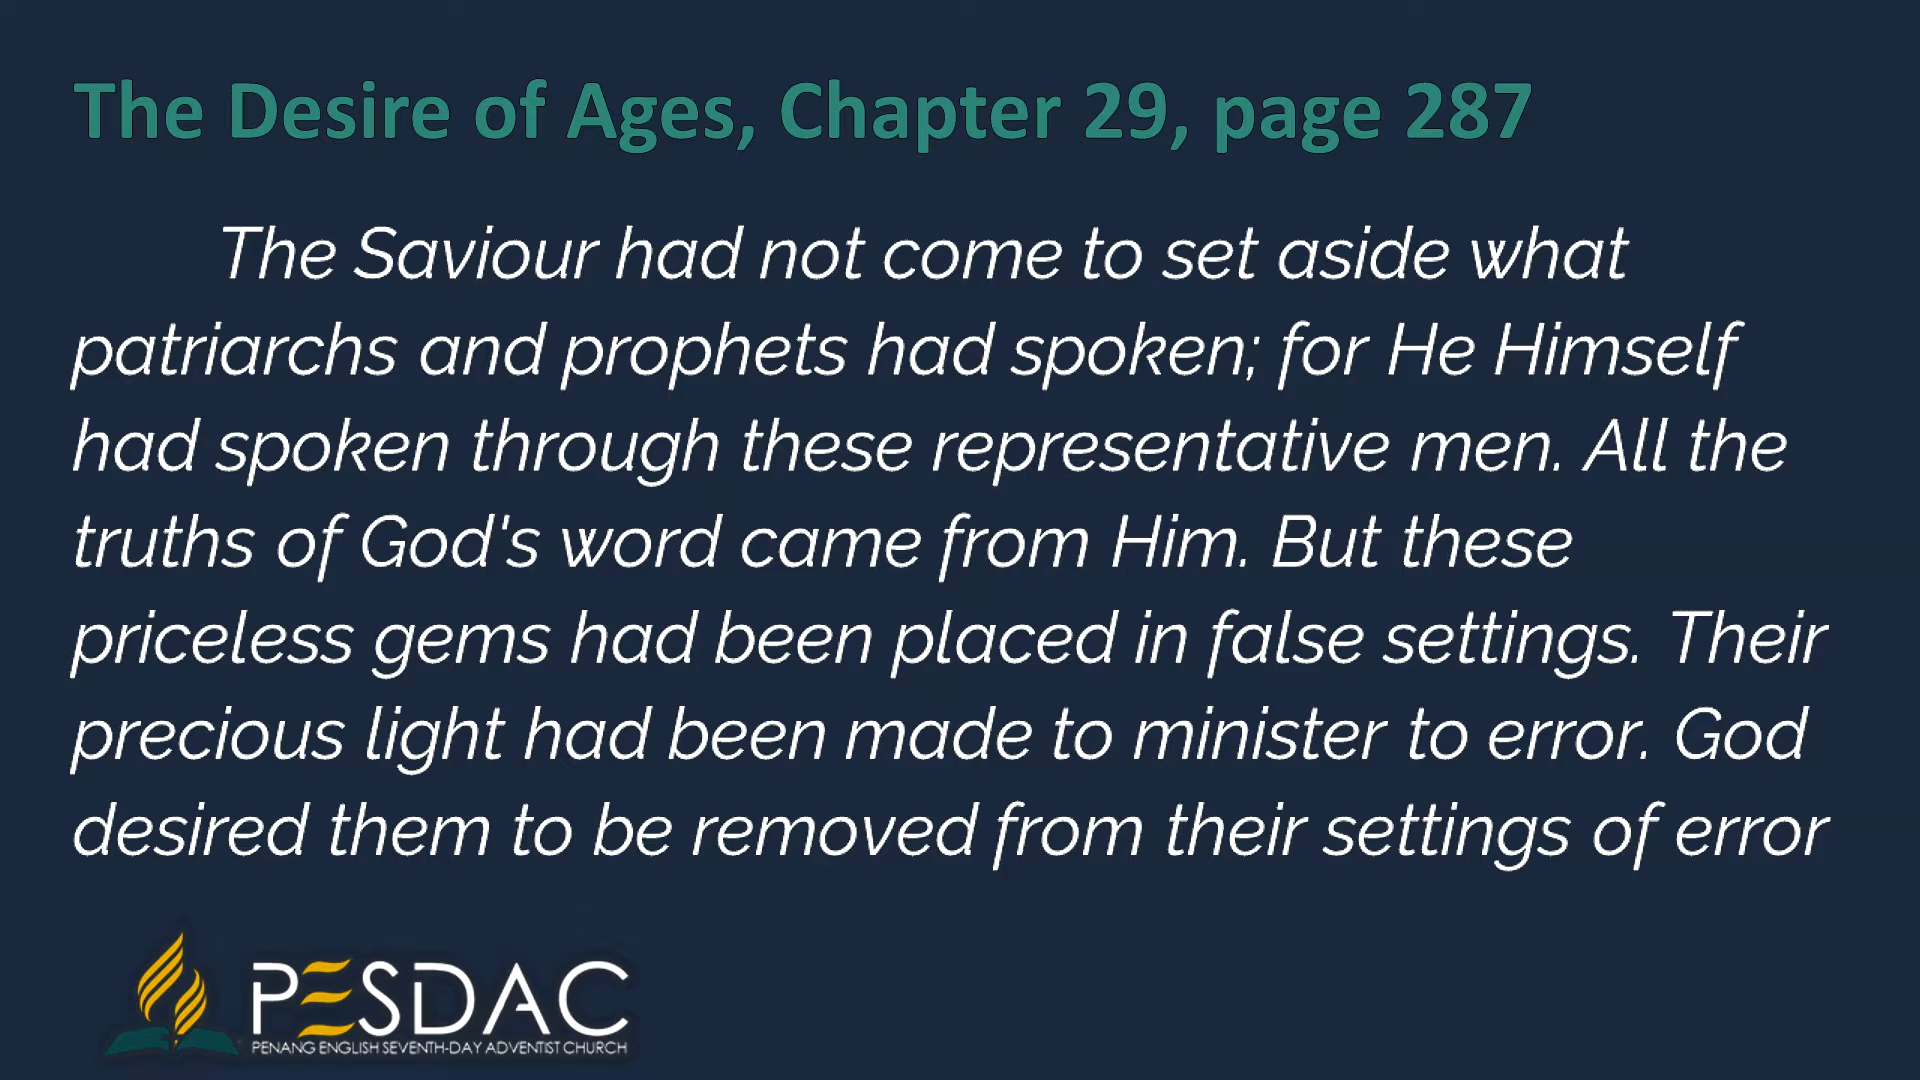 The Desire of Ages, Chapter 29, page 287
The Saviour had not come to set aside what
patriarchs and prophets had spoken; for He Himself
had spoken through these representative men. All the
truths of God's word came from Him. But these
priceless gems had been placed in false settings. Their
precious light had been made to minister to error. God
desired them to be removed from their settings of error
PESDAC
PENANG ENGLISH SEVENTH-DAY ADVENTIST CHURCH